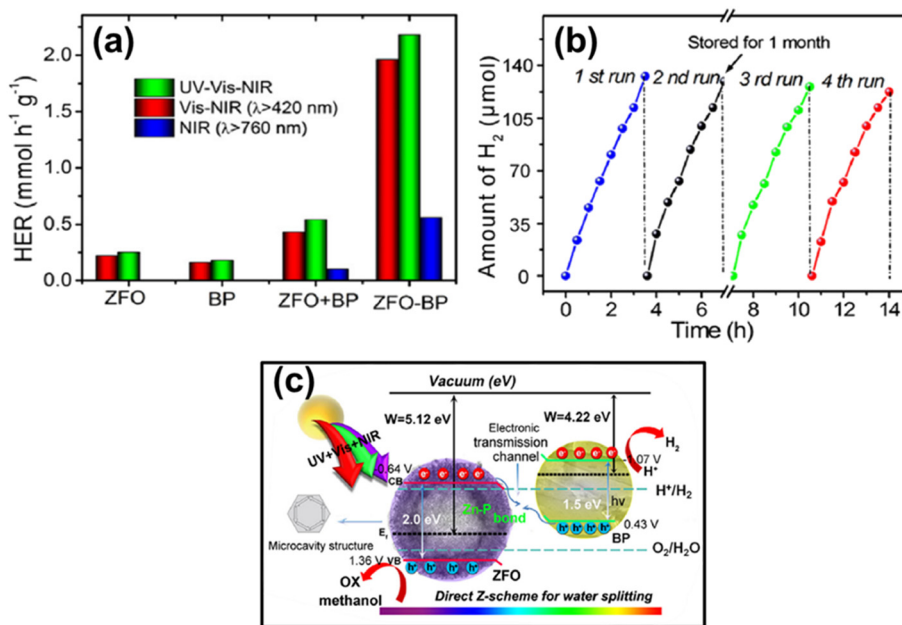 (a)
HER (mmol h⁻¹ g⁻¹)
2.0
1.5
1.0
0.5
0.0
UV-Vis-NIR
Vis-NIR (λ>420 nm)
NIR (λ>760 nm)
ZFO
BP
ZFO+BP
ZFO-BP
(b)
Stored for 1 month
Amount of H₂ (μmol)
140
105
70
35
0
1 st run
2 nd run
3 rd run
4 th run
0
2
4
6
8
10
12
14
Time (h)
(c)
Vacuum (eV)
W=5.12 eV
W=4.22 eV
Electronic
transmission
channel
H₂
UV+Vis+NIR
-0.64 V
CB
e⁻ e⁻ e⁻ e⁻
e⁻ e⁻ e⁻ e⁻
-1.07 V
H⁺
H⁺/H₂
Zn-P
bond
2.0 eV
1.5 eV
hv
Microcavity structure
E_f
h⁺ h⁺ h⁺ h⁺
0.43 V
BP
O₂/H₂O
1.36 V
VB
h⁺ h⁺ h⁺ h⁺
ZFO
OX
methanol
Direct Z-scheme for water splitting